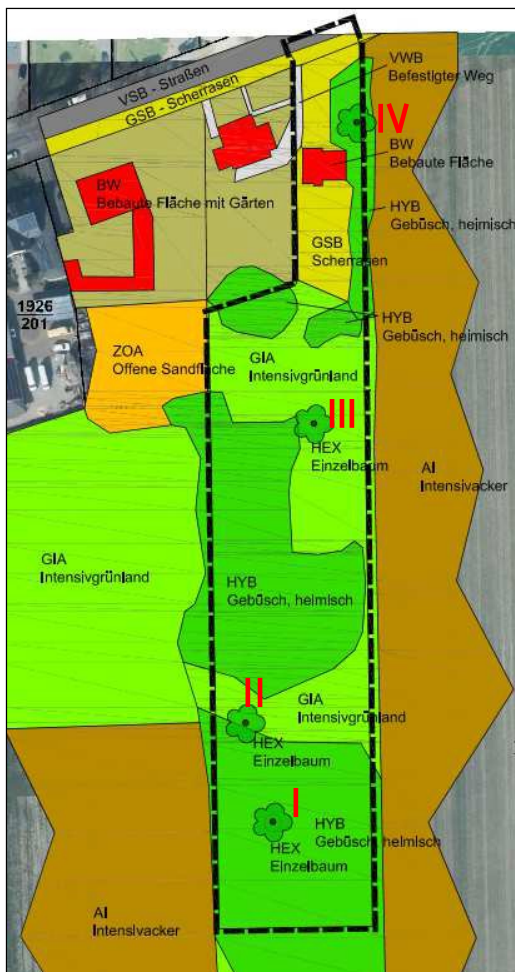 VSB - Straßen
GSB - Scherrasen
VWB
Befestigter Weg
IV
BW
Bebaute Fläche
BW
Bebaute Fläche mit Gärten
HYB
Gebüsch, heimisch
GSB
Scherrasen
1926
201
HYB
Gebüsch, heimisch
ZOA
Offene Sandfläche
GIA
Intensivgrünland
III
HEX
Einzelbaum
AI
Intensivacker
GIA
Intensivgrünland
HYB
Gebüsch, heimisch
II
GIA
Intensivgrünland
HEX
Einzelbaum
I
HYB
Gebüsch, heimisch
HEX
Einzelbaum
AI
Intensivacker